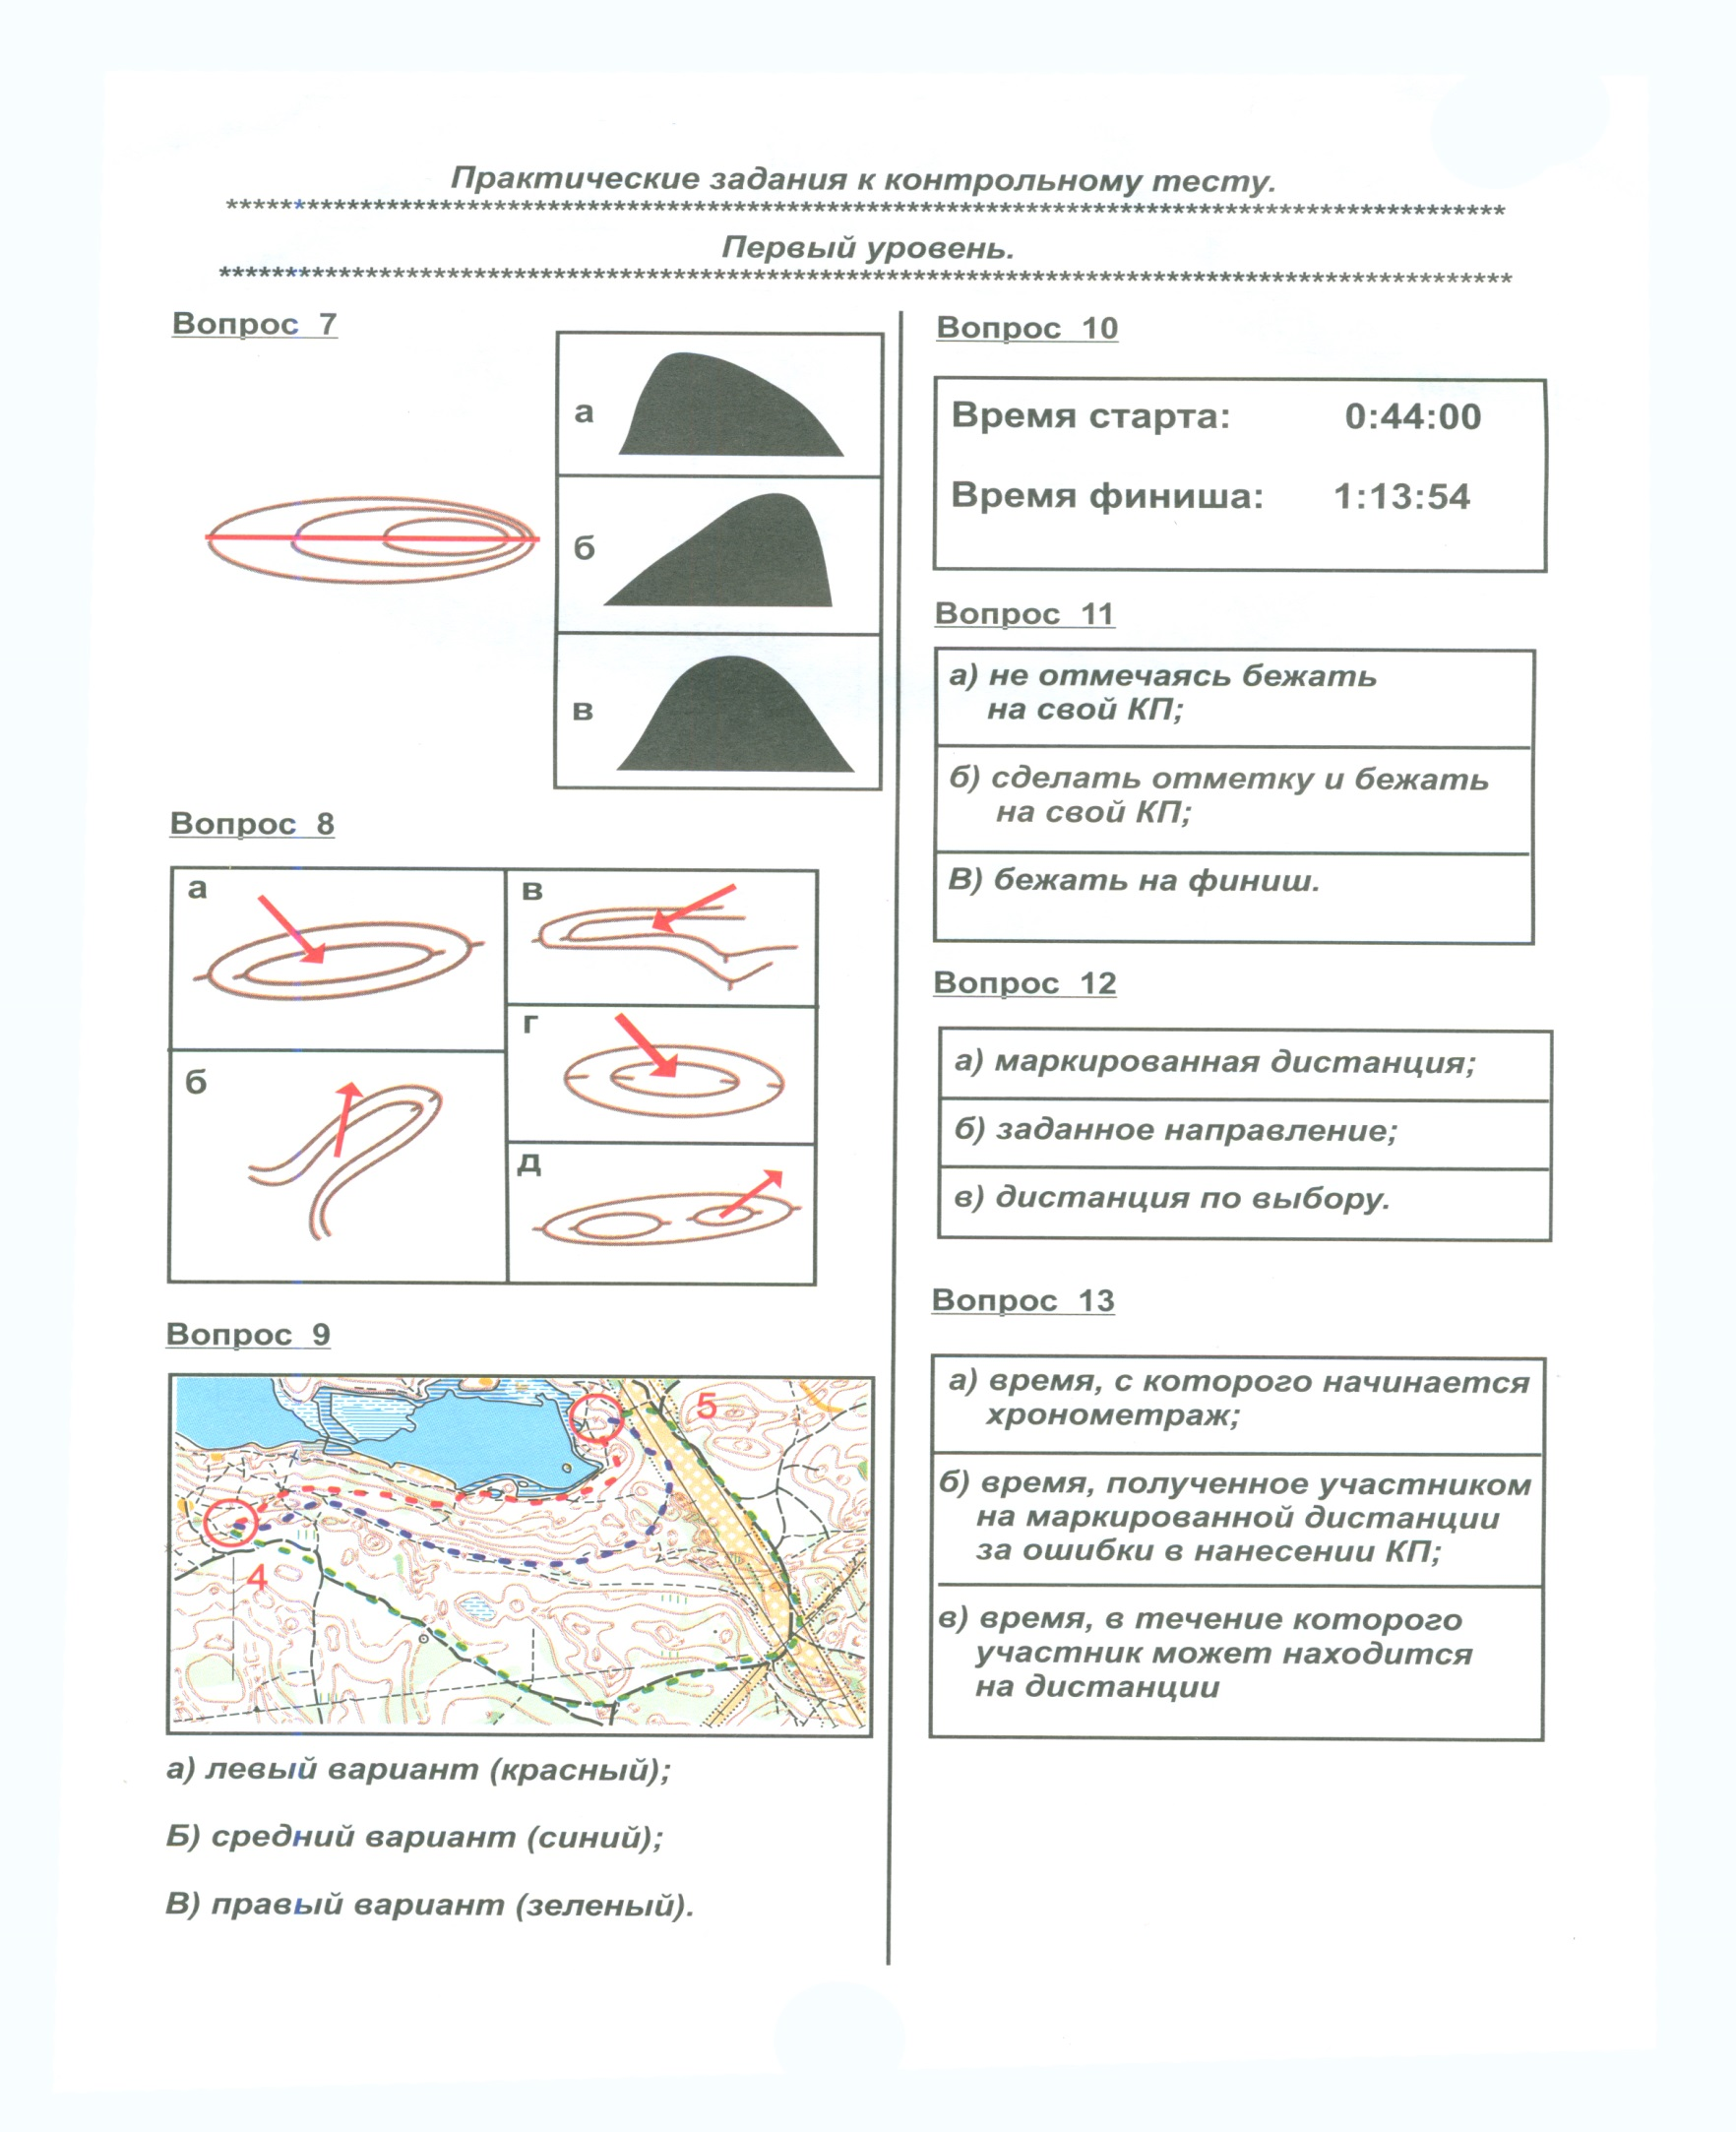 Практические задания к контрольному тесту.
************************************************************************************************
Первый уровень.
*************************************************************************************************
Вопрос 7
а
б
в
Вопрос 8
а
в
г
б
д
Вопрос 9
5
4
а) левый вариант (красный);
Б) средний вариант (синий);
В) правый вариант (зеленый).
Вопрос 10
Время старта: 0:44:00
Время финиша: 1:13:54
Вопрос 11
а) не отмечаясь бежать
на свой КП;
б) сделать отметку и бежать
на свой КП;
В) бежать на финиш.
Вопрос 12
а) маркированная дистанция;
б) заданное направление;
в) дистанция по выбору.
Вопрос 13
а) время, с которого начинается
хронометраж;
б) время, полученное участником
на маркированной дистанции
за ошибки в нанесении КП;
в) время, в течение которого
участник может находится
на дистанции